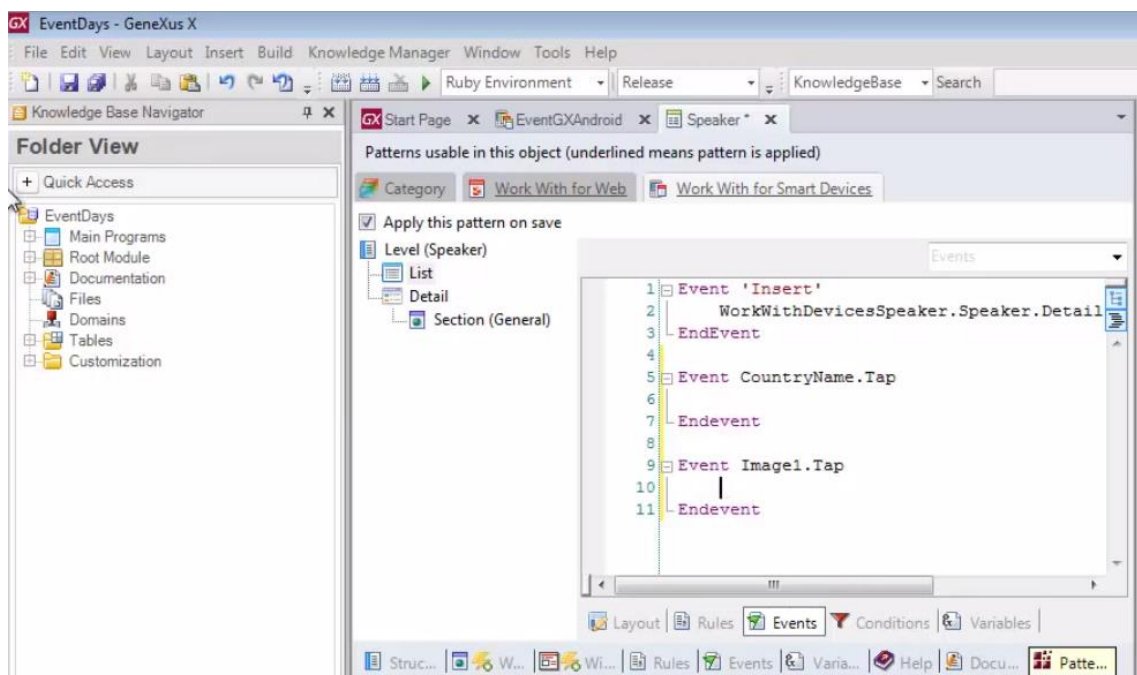 GX EventDays - GeneXus X
File Edit View Layout Insert Build Knowledge Manager Window Tools Help
Ruby Environment Release KnowledgeBase Search
Knowledge Base Navigator
GX Start Page EventGXAndroid Speaker *
Folder View
Patterns usable in this object (underlined means pattern is applied)
+ Quick Access
Category Work With for Web Work With for Smart Devices
EventDays
Main Programs
Root Module
Documentation
Files
Domains
Tables
Customization
Apply this pattern on save
Level (Speaker)
List
Detail
Section (General)
Events
1 Event 'Insert'
2 WorkWithDevicesSpeaker.Speaker.Detail
3 EndEvent
4
5 Event CountryName.Tap
6
7 Endevent
8
9 Event Image1.Tap
10
11 Endevent
Layout Rules Events Conditions Variables
Struc... W... Wi... Rules Events Varia... Help Docu... Patte...